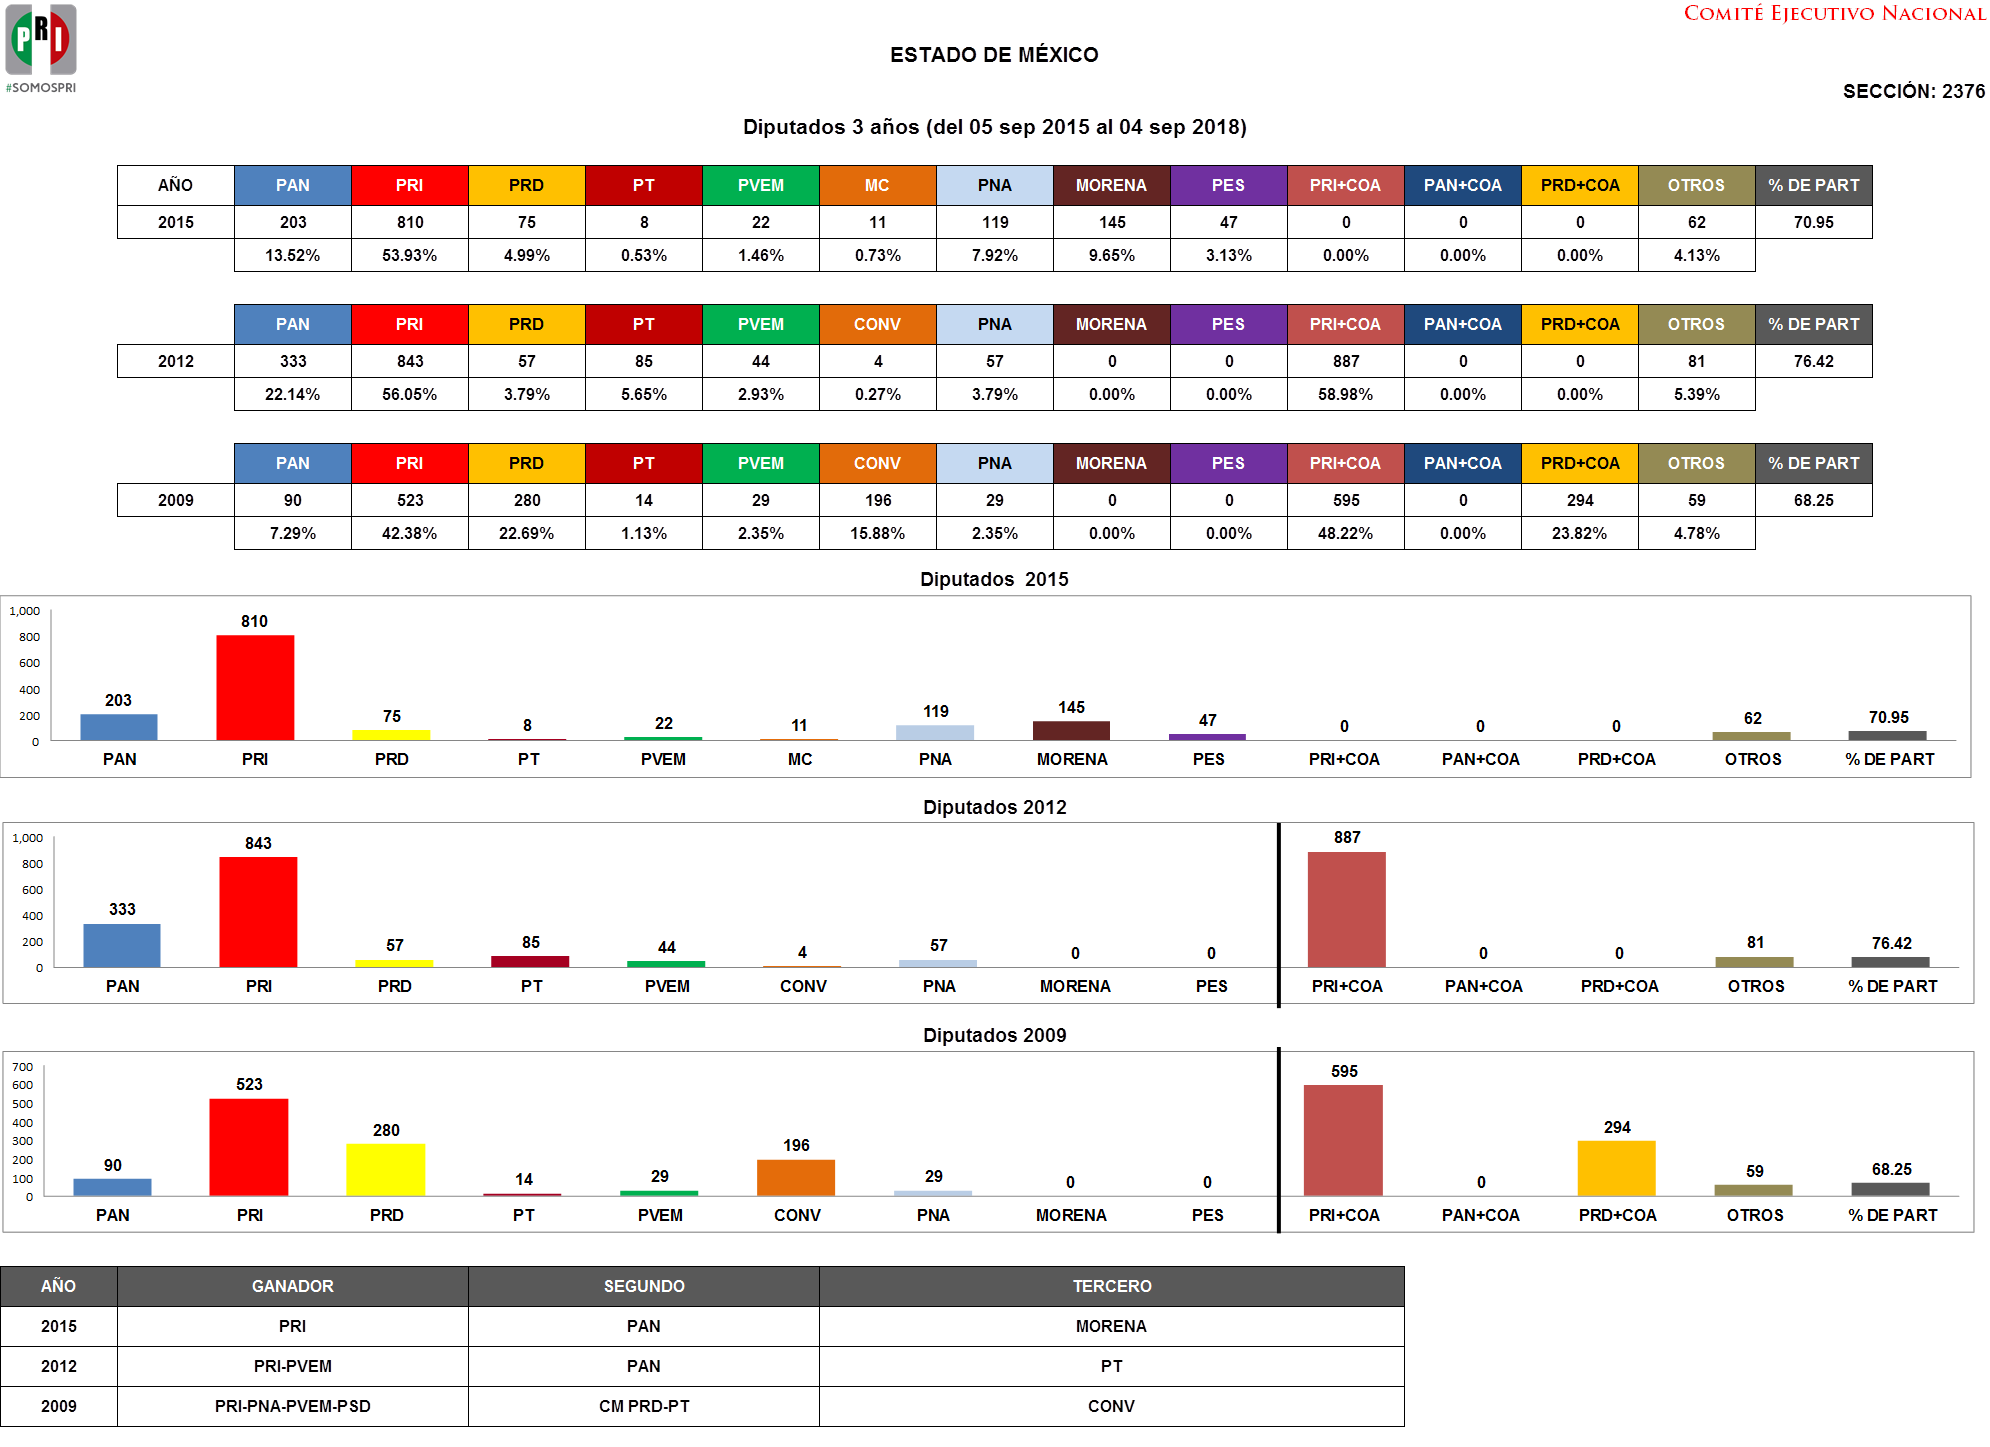 PRI
#SOMOSPRI
COMITÉ EJECUTIVO NACIONAL
ESTADO DE MÉXICO
SECCIÓN: 2376
Diputados 3 años (del 05 sep 2015 al 04 sep 2018)
AÑO PAN PRI PRD PT PVEM MC PNA MORENA PES PRI+COA PAN+COA PRD+COA OTROS % DE PART
2015 203 810 75 8 22 11 119 145 47 0 0 0 62 70.95
13.52% 53.93% 4.99% 0.53% 1.46% 0.73% 7.92% 9.65% 3.13% 0.00% 0.00% 0.00% 4.13%
PAN PRI PRD PT PVEM CONV PNA MORENA PES PRI+COA PAN+COA PRD+COA OTROS % DE PART
2012 333 843 57 85 44 4 57 0 0 887 0 0 81 76.42
22.14% 56.05% 3.79% 5.65% 2.93% 0.27% 3.79% 0.00% 0.00% 58.98% 0.00% 0.00% 5.39%
PAN PRI PRD PT PVEM CONV PNA MORENA PES PRI+COA PAN+COA PRD+COA OTROS % DE PART
2009 90 523 280 14 29 196 29 0 0 595 0 294 59 68.25
7.29% 42.38% 22.69% 1.13% 2.35% 15.88% 2.35% 0.00% 0.00% 48.22% 0.00% 23.82% 4.78%
Diputados 2015
1,000
800
600
400
200
0
203 810 75 8 22 11 119 145 47 0 0 0 62 70.95
PAN PRI PRD PT PVEM MC PNA MORENA PES PRI+COA PAN+COA PRD+COA OTROS % DE PART
Diputados 2012
1,000
800
600
400
200
0
333 843 57 85 44 4 57 0 0 887 0 0 81 76.42
PAN PRI PRD PT PVEM CONV PNA MORENA PES PRI+COA PAN+COA PRD+COA OTROS % DE PART
Diputados 2009
700
600
500
400
300
200
100
0
90 523 280 14 29 196 29 0 0 595 0 294 59 68.25
PAN PRI PRD PT PVEM CONV PNA MORENA PES PRI+COA PAN+COA PRD+COA OTROS % DE PART
AÑO GANADOR SEGUNDO TERCERO
2015 PRI PAN MORENA
2012 PRI-PVEM PAN PT
2009 PRI-PNA-PVEM-PSD CM PRD-PT CONV